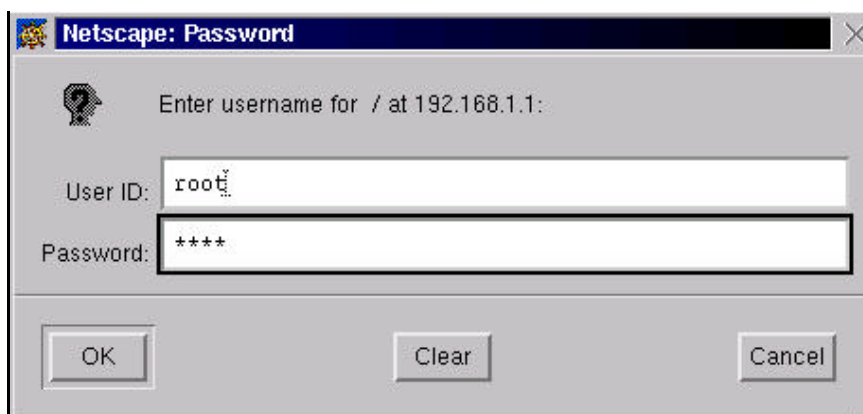 Netscape: Password
Enter username for / at 192.168.1.1:
User ID: root
Password: ****
OK Clear Cancel